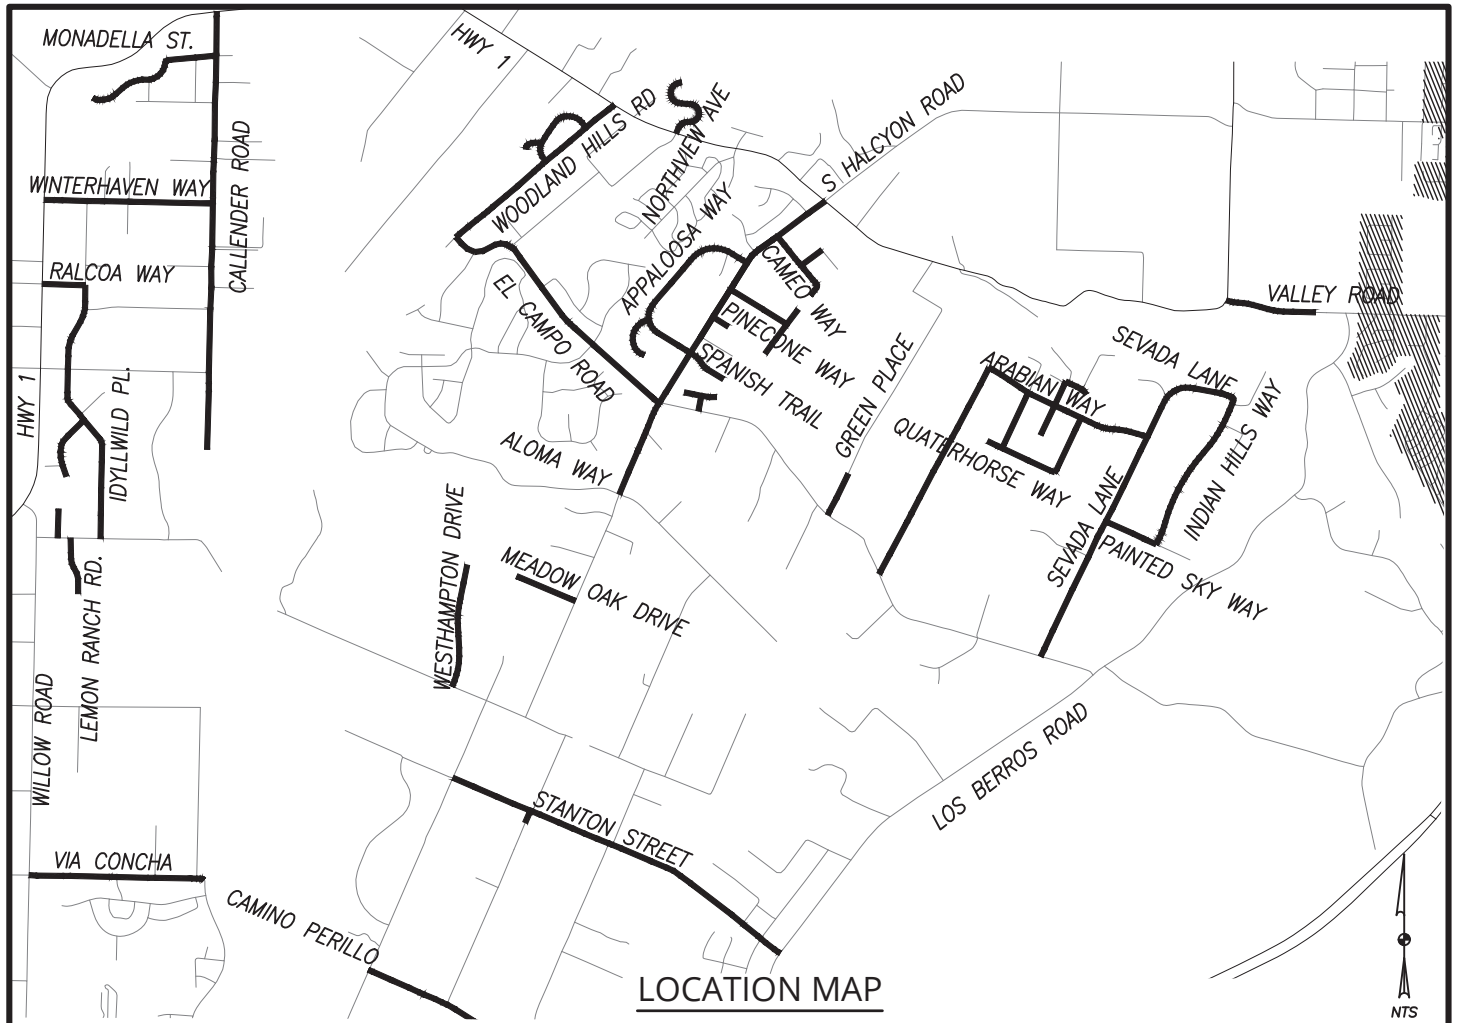 MONADELLA ST.
HWY 1
WOODLAND HILLS RD
NORTHVIEW AVE
S HALCYON ROAD
CALLENDER ROAD
WINTERHAVEN WAY
RALCOA WAY
APPALOOSA WAY
CAMEO WAY
EL CAMPO ROAD
PINECONE WAY
SPANISH TRAIL
VALLEY ROAD
SEVADA LANE
ARABIAN WAY
GREEN PLACE
HWY 1
IDYLLWILD PL.
ALOMA WAY
QUATERHORSE WAY
INDIAN HILLS WAY
SEVADA LANE
PAINTED SKY WAY
WESTHAMPTON DRIVE
MEADOW OAK DRIVE
LEMON RANCH RD.
WILLOW ROAD
LOS BERROS ROAD
STANTON STREET
VIA CONCHA
CAMINO PERILLO
LOCATION MAP
NTS